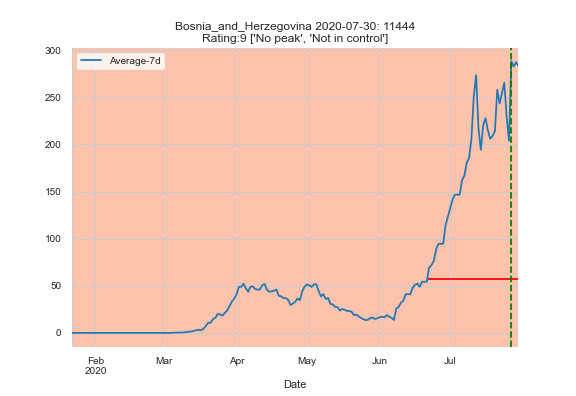 Bosnia_and_Herzegovina 2020-07-30: 11444
Rating:9 ['No peak', 'Not in control']
Average-7d
300
250
200
150
100
50
0
Feb
2020
Mar
Apr
May
Jun
Jul
Date